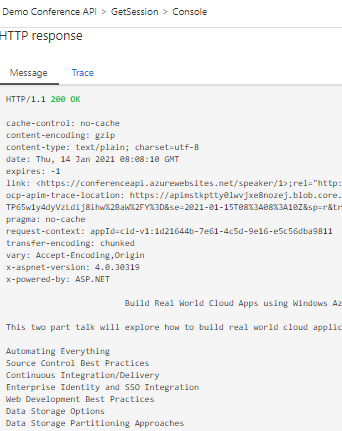 Demo Conference API > GetSession > Console
HTTP response
Message Trace
HTTP/1.1 200 OK
cache-control: no-cache
content-encoding: gzip
content-type: text/plain; charset=utf-8
date: Thu, 14 Jan 2021 08:08:10 GMT
expires: -1
link: <https://conferenceapi.azurewebsites.net/speaker/1>;rel="http:
ocp-apim-trace-location: https://apimstkptty0lwvjxe8nozej.blob.core.
TP65w1y4dyVzLdij8ihw%2BaW%2FY%3D&se=2021-01-15T08%3A08%3A10Z&sp=r&tr
pragma: no-cache
request-context: appId=cid-v1:1d21644b-7e61-4c5d-9e16-e5c56dba9811
transfer-encoding: chunked
vary: Accept-Encoding,Origin
x-aspnet-version: 4.0.30319
x-powered-by: ASP.NET
Build Real World Cloud Apps using Windows Az
This two part talk will explore how to build real world cloud applic
Automating Everything
Source Control Best Practices
Continuous Integration/Delivery
Enterprise Identity and SSO Integration
Web Development Best Practices
Data Storage Options
Data Storage Partitioning Approaches